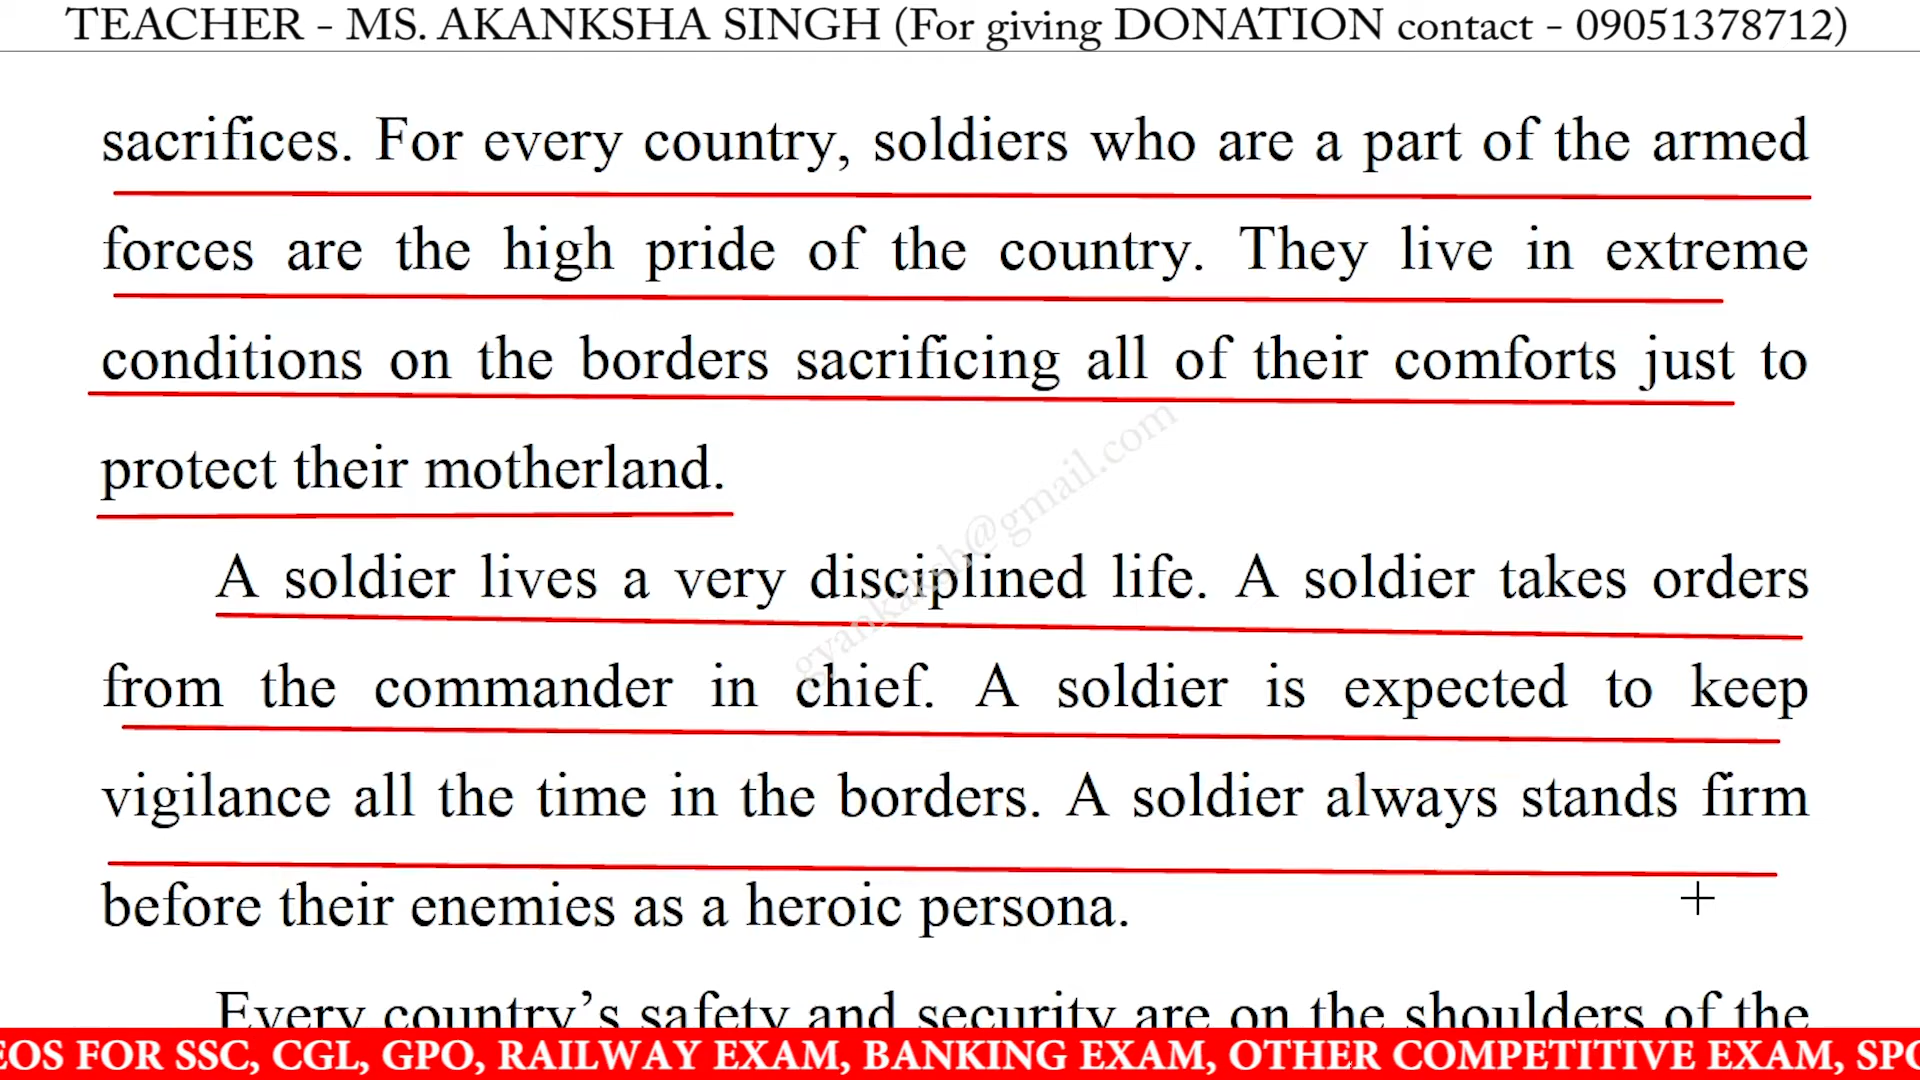 TEACHER - MS. AKANKSHA SINGH (For giving DONATION contact - 09051378712)
sacrifices. For every country, soldiers who are a part of the armed
forces are the high pride of the country. They live in extreme
conditions on the borders sacrificing all of their comforts just to
protect their motherland.
gyankaksh@gmail.com
A soldier lives a very disciplined life. A soldier takes orders
from the commander in chief. A soldier is expected to keep
vigilance all the time in the borders. A soldier always stands firm
before their enemies as a heroic persona.
Every country's safety and security are on the shoulders of the
EOS FOR SSC, CGL, GPO, RAILWAY EXAM, BANKING EXAM, OTHER COMPETITIVE EXAM, SPO